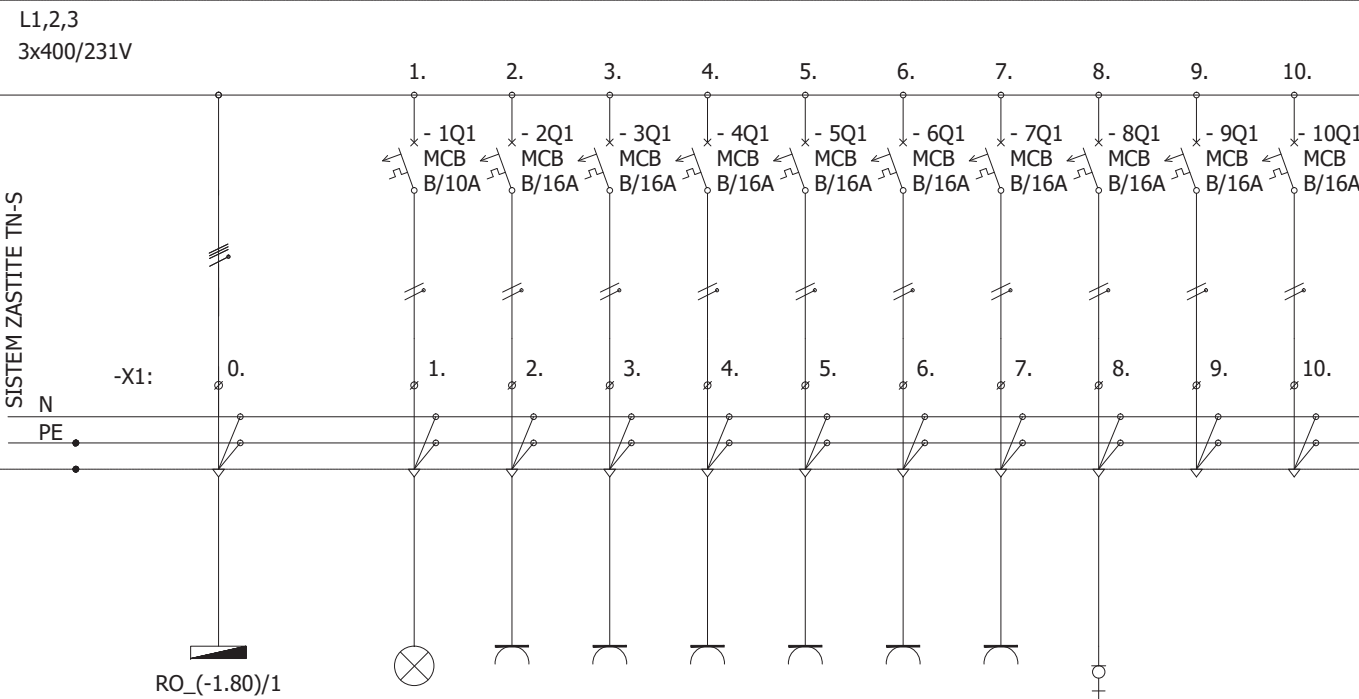 L1,2,3
3x400/231V
1. 2. 3. 4. 5. 6. 7. 8. 9. 10.
- 1Q1 - 2Q1 - 3Q1 - 4Q1 - 5Q1 - 6Q1 - 7Q1 - 8Q1 - 9Q1 - 10Q1
MCB MCB MCB MCB MCB MCB MCB MCB MCB MCB
B/10A B/16A B/16A B/16A B/16A B/16A B/16A B/16A B/16A B/16A
SISTEM ZASTITE TN-S
-X1: 0. 1. 2. 3. 4. 5. 6. 7. 8. 9. 10.
N
PE
RO_(-1.80)/1